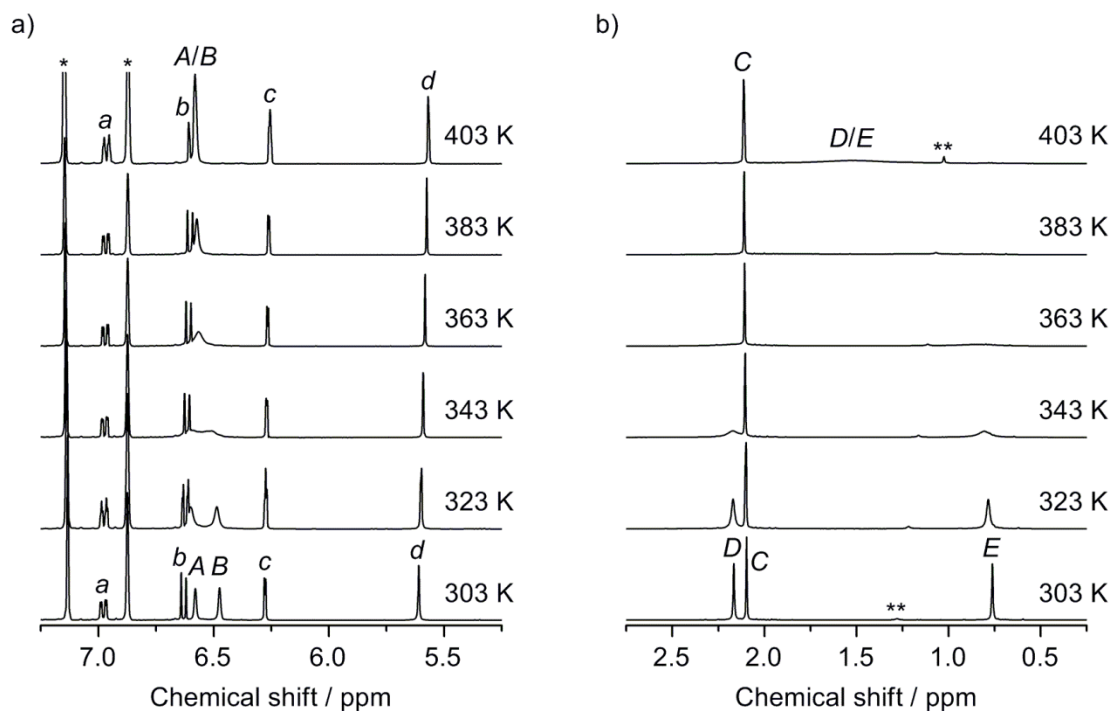 a)
* * A/B
a b c d
403 K
383 K
363 K
343 K
323 K
a b A B c d
303 K
7.0 6.5 6.0 5.5
Chemical shift / ppm
b)
C
D/E ** 403 K
383 K
363 K
343 K
323 K
D C ** E
303 K
2.5 2.0 1.5 1.0 0.5
Chemical shift / ppm